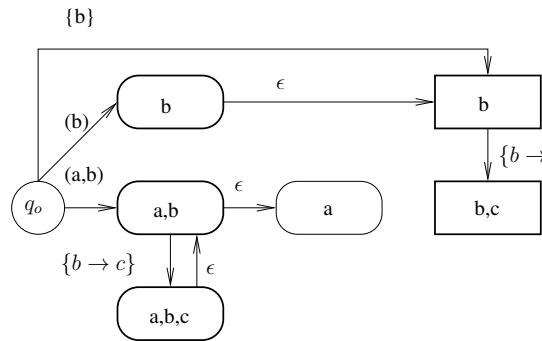 {b}
ϵ
b
b
(b)
{b →
(a,b)
ϵ
q_o
a,b
a
b,c
{b → c}
ϵ
a,b,c